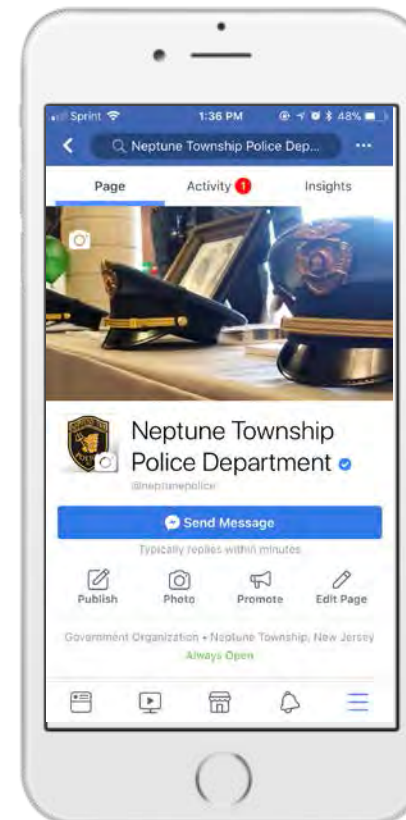 Sprint 1:36 PM 48%
Neptune Township Police Dep...
Page Activity 1 Insights
Neptune Township
Police Department
@neptunepolice
Send Message
Typically replies within minutes
Publish Photo Promote Edit Page
Government Organization • Neptune Township, New Jersey
Always Open